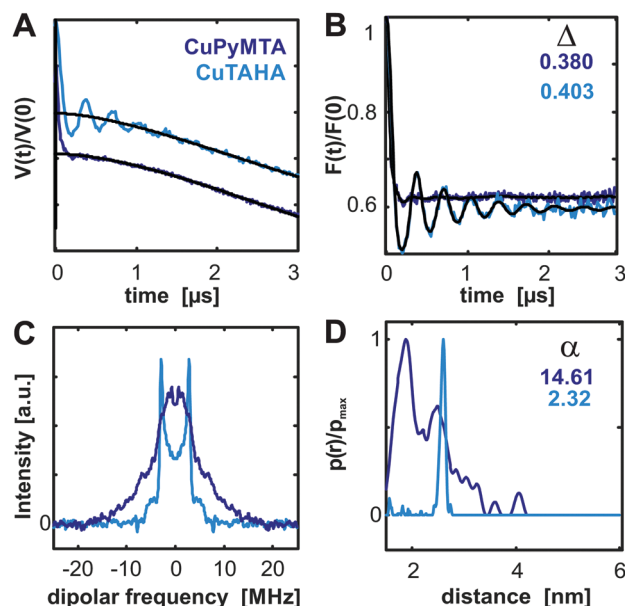 A
CuPyMTA
CuTAHA
V(t)/V(0)
0 1 2 3
time [µs]
B
Δ
0.380
0.403
F(t)/F(0)
1
0.8
0.6
0 1 2 3
time [µs]
C
Intensity [a.u.]
0
-20 -10 0 10 20
dipolar frequency [MHz]
D
α
14.61
2.32
p(r)/pmax
1
0
2 4 6
distance [nm]